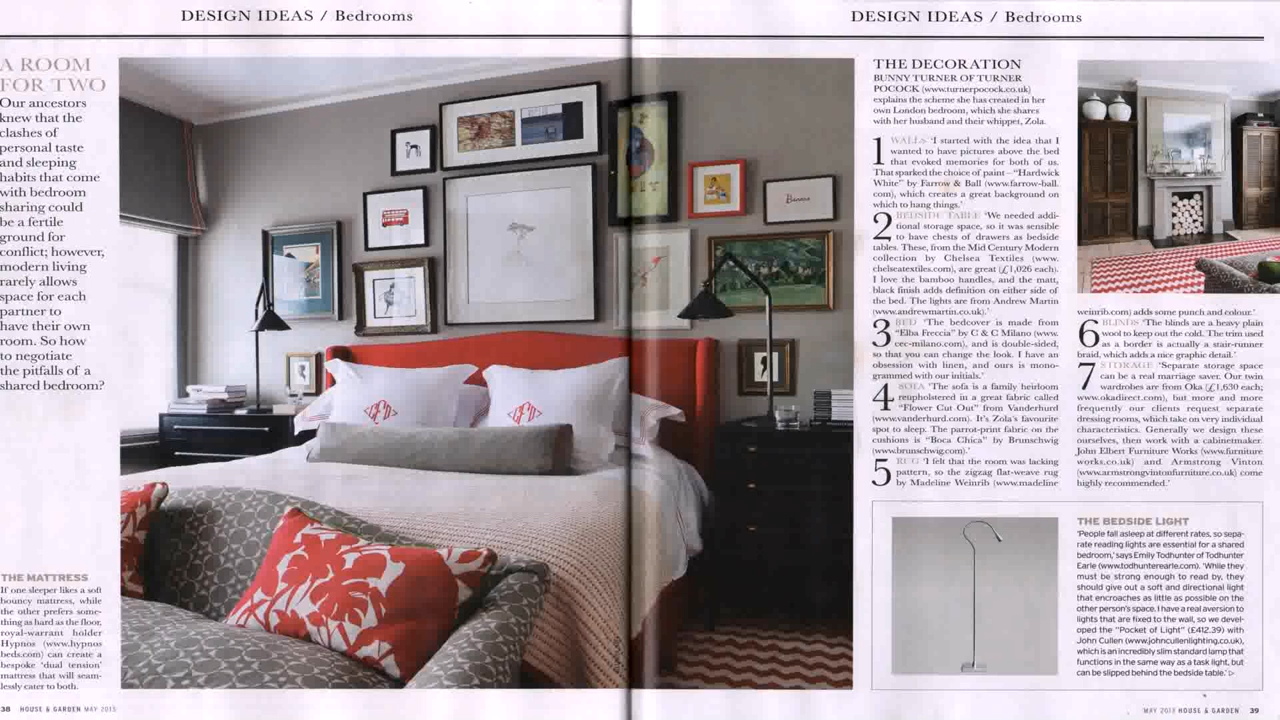 DESIGN IDEAS / Bedrooms
A ROOM
FOR TWO
Our ancestors
knew that the
clashes of
personal taste
and sleeping
habits that come
with bedroom
sharing could
be a fertile
ground for
conflict; however,
modern living
rarely allows
space for each
partner to
have their own
room. So how
to negotiate
the pitfalls of a
shared bedroom?
THE MATTRESS
If one sleeper likes a soft
bouncy mattress, while
the other prefers some-
thing as hard as the floor,
royal-warrant holder
Hypnos (www.hypnos
beds.com) can create a
bespoke ‘dual tension’
mattress that will seam-
lessly cater to both.
38 HOUSE & GARDEN MAY 2015
DESIGN IDEAS / Bedrooms
THE DECORATION
BUNNY TURNER OF TURNER
POCOCK (www.turnerpocock.co.uk)
explains the scheme she has created in her
own London bedroom, which she shares
with her husband and their whippet, Zola.
1 WALLS ‘I started with the idea that I
wanted to have pictures above the bed
that evoked memories for both of us.
That sparked the choice of paint – “Hardwick
White” by Farrow & Ball (www.farrow-ball.
com), which creates a great background on
which to hang things.’
2 BEDSIDE TABLE ‘We needed addi-
tional storage space, so it was sensible
to have chests of drawers as bedside
tables. These, from the Mid Century Modern
collection by Chelsea Textiles (www.
chelseatextiles.com), are great (£1,026 each).
I love the bamboo handles, and the matt,
black finish adds definition on either side of
the bed. The lights are from Andrew Martin
(www.andrewmartin.co.uk).’
3 BED ‘The bedcover is made from
“Elba Freccia” by C & C Milano (www.
cec-milano.com), and is double-sided,
so that you can change the look. I have an
obsession with linen, and ours is mono-
grammed with our initials.’
4 SOFA ‘The sofa is a family heirloom
reupholstered in a great fabric called
“Flower Cut Out” from Vanderhurd
(www.vanderhurd.com). It’s Zola’s favourite
spot to sleep. The parrot-print fabric on the
cushions is “Boca Chica” by Brunschwig
(www.brunschwig.com).’
5 RUG ‘I felt that the room was lacking
pattern, so the zigzag flat-weave rug
by Madeline Weinrib (www.madeline
weinrib.com) adds some punch and colour.’
6 BLINDS ‘The blinds are a heavy plain
wool to keep out the cold. The trim used
as a border is actually a stair-runner
braid, which adds a nice graphic detail.’
7 STORAGE ‘Separate storage space
can be a real marriage saver. Our twin
wardrobes are from Oka (£1,630 each;
www.okadirect.com), but more and more
frequently our clients request separate
dressing rooms, which take on very individual
characteristics. Generally we design these
ourselves, then work with a cabinetmaker.
John Elbert Furniture Works (www.furniture
works.co.uk) and Armstrong Vinton
(www.armstrongvintonfurniture.co.uk) come
highly recommended.’
THE BEDSIDE LIGHT
‘People fall asleep at different rates, so sepa-
rate reading lights are essential for a shared
bedroom,’ says Emily Todhunter of Todhunter
Earle (www.todhunterearle.com). ‘While they
must be strong enough to read by, they
should give out a soft and directional light
that encroaches as little as possible on the
other person’s space. I have a real aversion to
lights that are fixed to the wall, so we devel-
oped the “Pocket of Light” (£412.39) with
John Cullen (www.johncullenlighting.co.uk),
which is an incredibly slim standard lamp that
functions in the same way as a task light, but
can be slipped behind the bedside table.’ ▷
MAY 2015 HOUSE & GARDEN 39